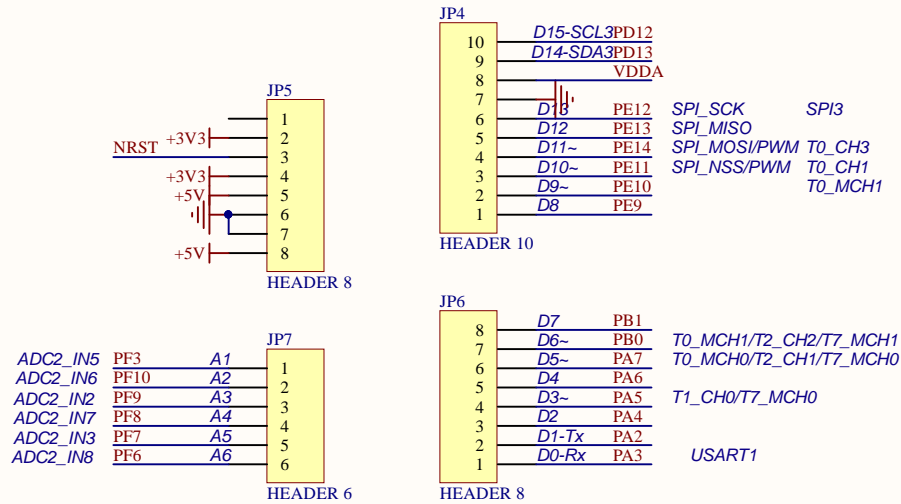 JP5
1
+3V3 2
NRST 3
+3V3 4
+5V 5
6
7
+5V 8
HEADER 8
JP4
D15-SCL3 PD12 10
D14-SDA3 PD13 9
VDDA 8
7
6 D13 PE12 SPI_SCK SPI3
5 D12 PE13 SPI_MISO
4 D11~ PE14 SPI_MOSI/PWM T0_CH3
3 D10~ PE11 SPI_NSS/PWM T0_CH1
2 D9~ PE10 T0_MCH1
1 D8 PE9
HEADER 10
JP7
ADC2_IN5 PF3 A1 1
ADC2_IN6 PF10 A2 2
ADC2_IN2 PF9 A3 3
ADC2_IN7 PF8 A4 4
ADC2_IN3 PF7 A5 5
ADC2_IN8 PF6 A6 6
HEADER 6
JP6
8 D7 PB1
7 D6~ PB0 T0_MCH1/T2_CH2/T7_MCH1
6 D5~ PA7 T0_MCH0/T2_CH1/T7_MCH0
5 D4 PA6
4 D3~ PA5 T1_CH0/T7_MCH0
3 D2 PA4
2 D1-Tx PA2
1 D0-Rx PA3 USART1
HEADER 8